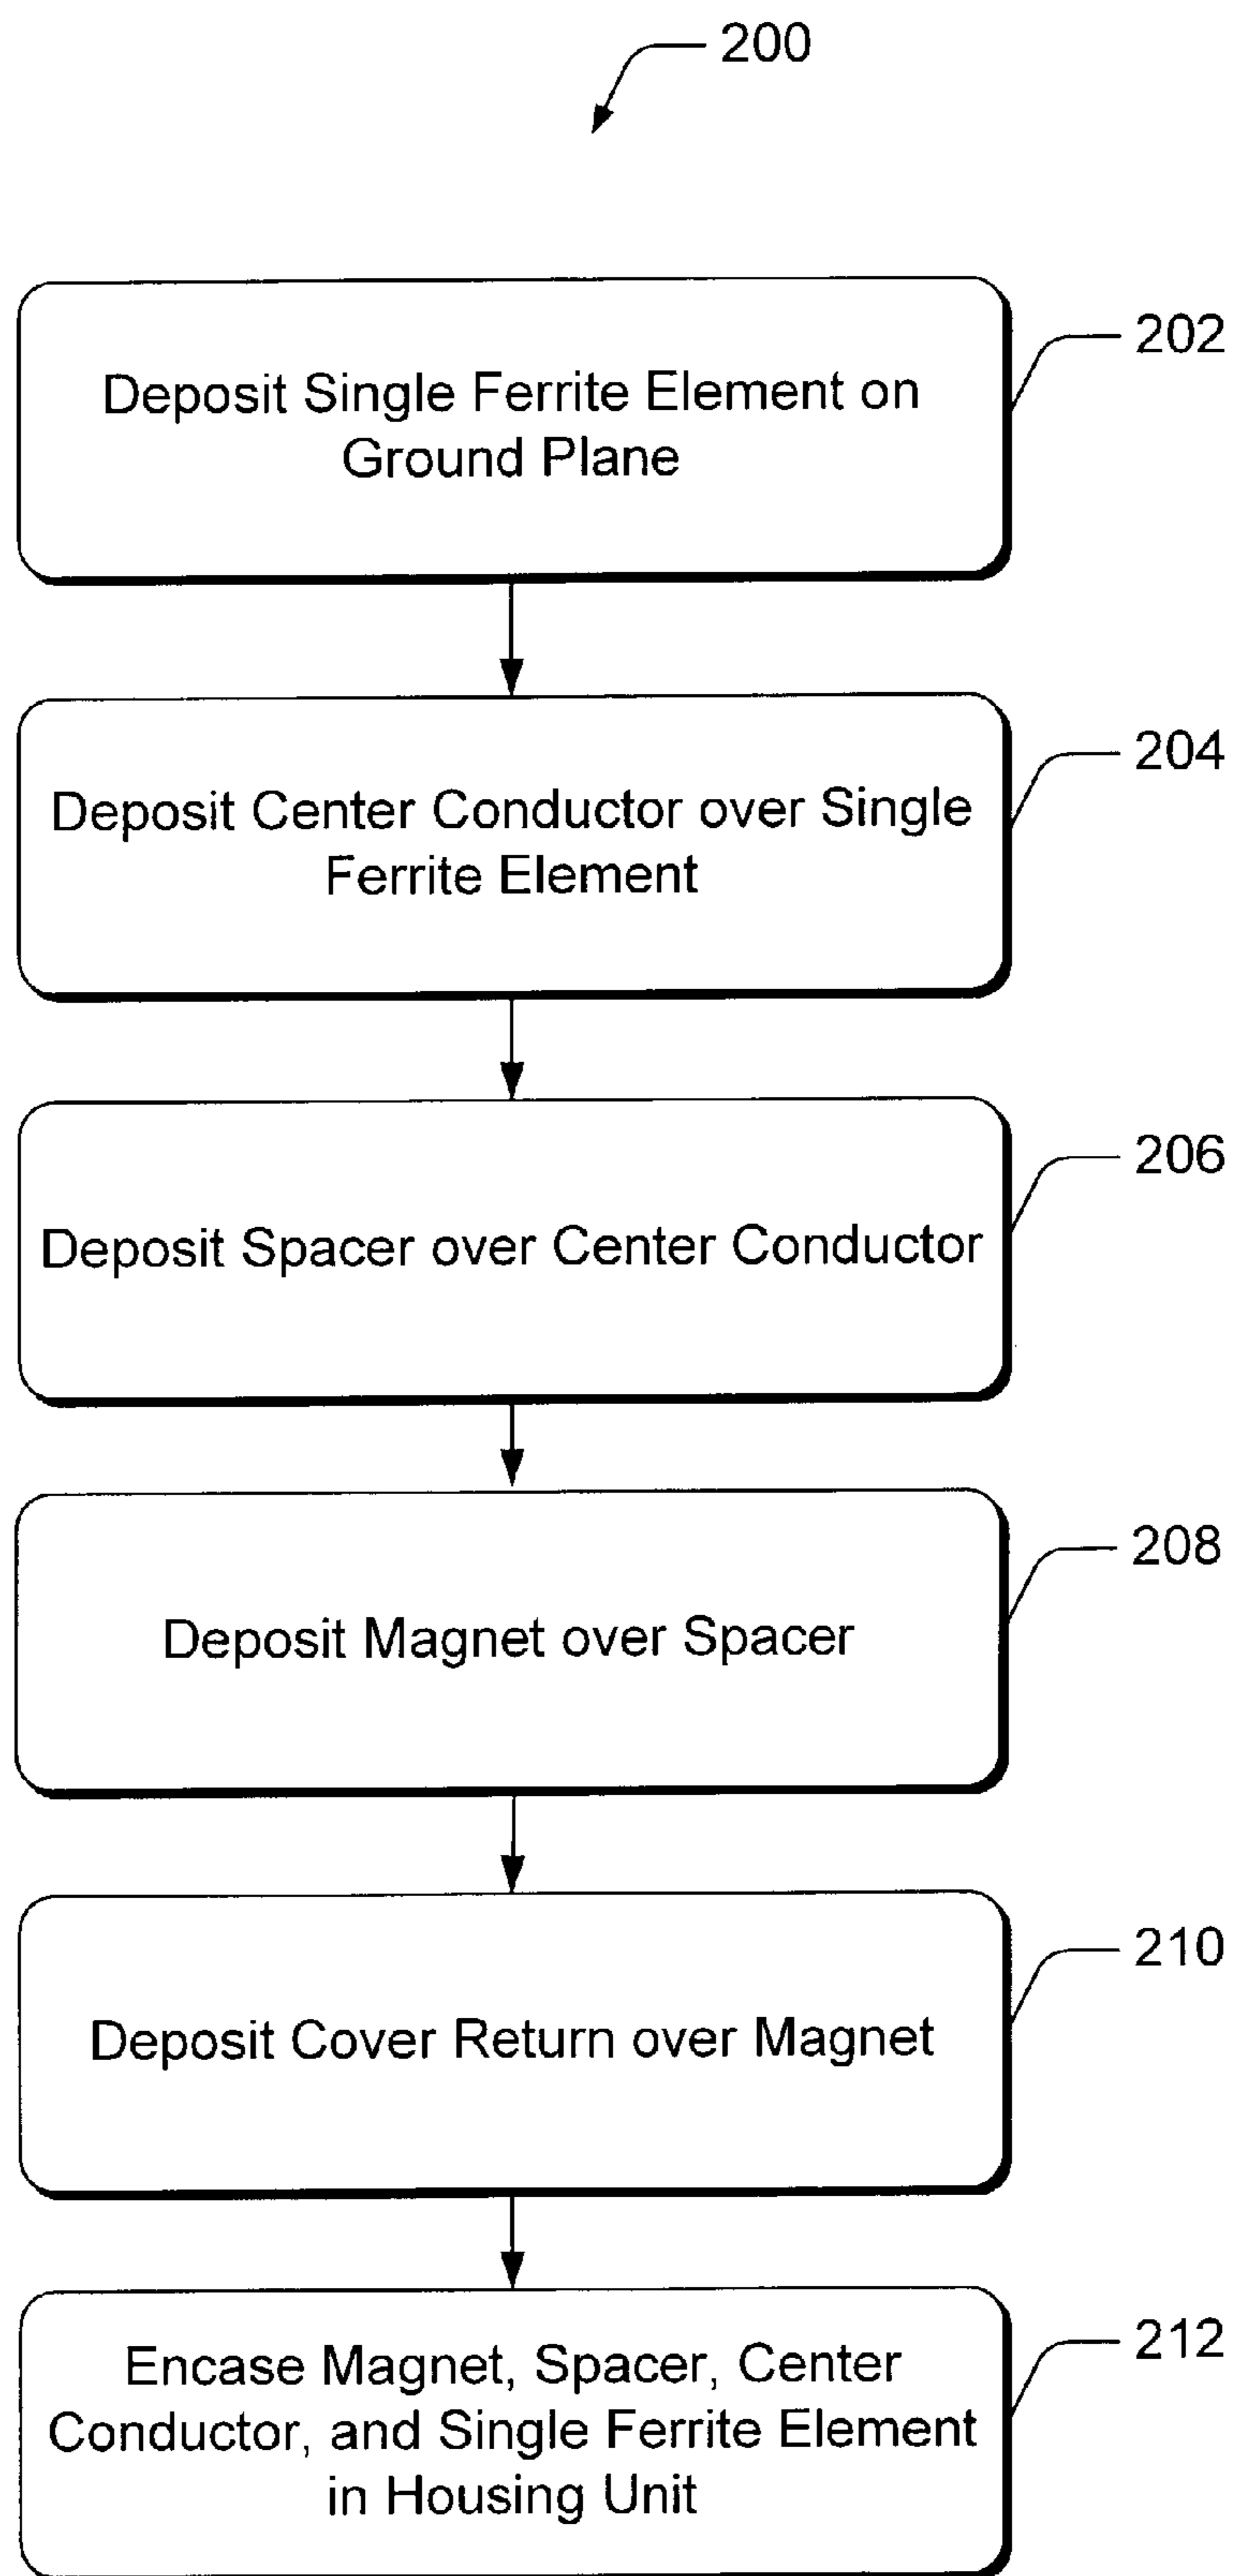 200
Deposit Single Ferrite Element on
Ground Plane
202
Deposit Center Conductor over Single
Ferrite Element
204
Deposit Spacer over Center Conductor
206
Deposit Magnet over Spacer
208
Deposit Cover Return over Magnet
210
Encase Magnet, Spacer, Center
Conductor, and Single Ferrite Element
in Housing Unit
212